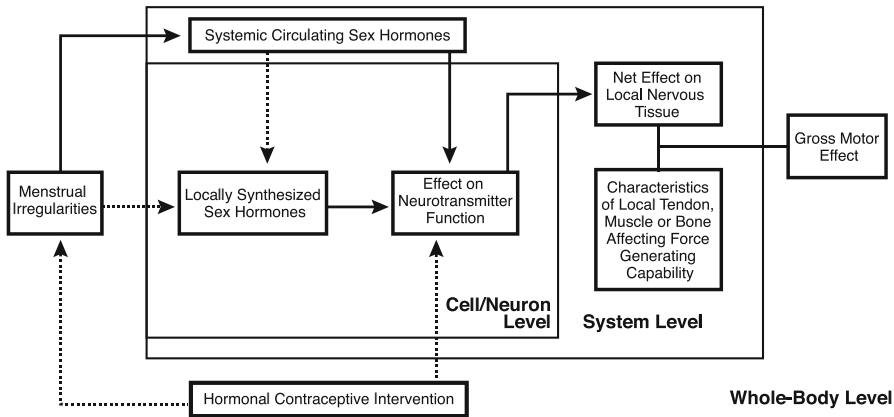 Systemic Circulating Sex Hormones
Net Effect on
Local Nervous
Tissue
Gross Motor
Effect
Menstrual
Irregularities
Locally Synthesized
Sex Hormones
Effect on
Neurotransmitter
Function
Characteristics
of Local Tendon,
Muscle or Bone
Affecting Force
Generating
Capability
Cell/Neuron
Level
System Level
Hormonal Contraceptive Intervention
Whole-Body Level